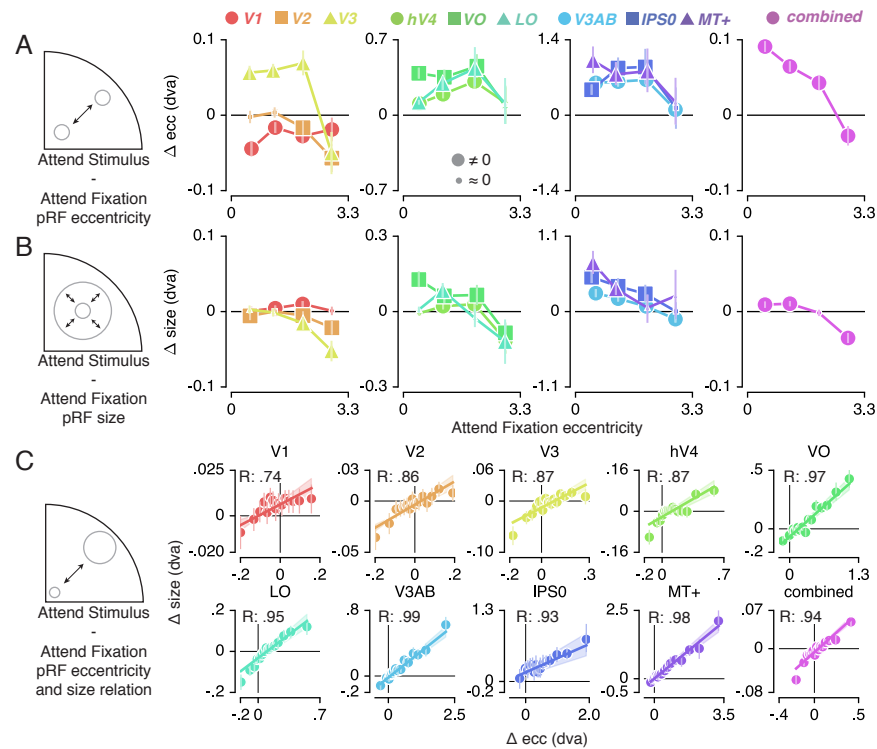 V1 V2 V3 hV4 VO LO V3AB IPS0 MT+ combined
A
Attend Stimulus
-
Attend Fixation
pRF eccentricity
Δ ecc (dva)
0.1
0
-0.1
0 3.3
0.7
0
-0.7
0 3.3
≠ 0
≈ 0
1.4
0
-1.4
0 3.3
0.1
0
-0.1
0 3.3
B
Attend Stimulus
-
Attend Fixation
pRF size
Δ size (dva)
0.1
0
-0.1
0 3.3
0.3
0
-0.3
0 3.3
1.1
0
-1.1
0 3.3
0.1
0
-0.1
0 3.3
Attend Fixation eccentricity
C
Attend Stimulus
-
Attend Fixation
pRF eccentricity
and size relation
Δ size (dva)
V1
R: .74
.025
0
-.020
-.2 0 .2
V2
R: .86
.03
0
-.05
-.2 0 .2
V3
R: .87
.06
0
-.10
-.2 0 .3
hV4
R: .87
.16
0
-.16
-.2 0 .7
VO
R: .97
.5
0
-.2
0 1.3
LO
R: .95
.2
0
-.2
-.2 0 .7
V3AB
R: .99
.8
0
-.2
0 2.5
IPS0
R: .93
1.3
0
-0.2
0 2.0
MT+
R: .98
2.5
0
-0.5
0 3.5
combined
R: .94
.07
0
-.08
-.4 0 .5
Δ ecc (dva)